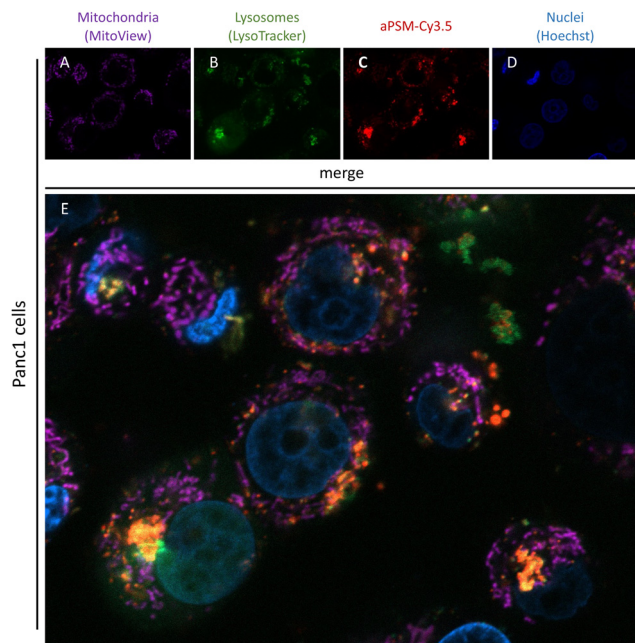 Mitochondria
(MitoView)
Lysosomes
(LysoTracker)
aPSM-Cy3.5
Nuclei
(Hoechst)
A
B
C
D
merge
E
Panc1 cells